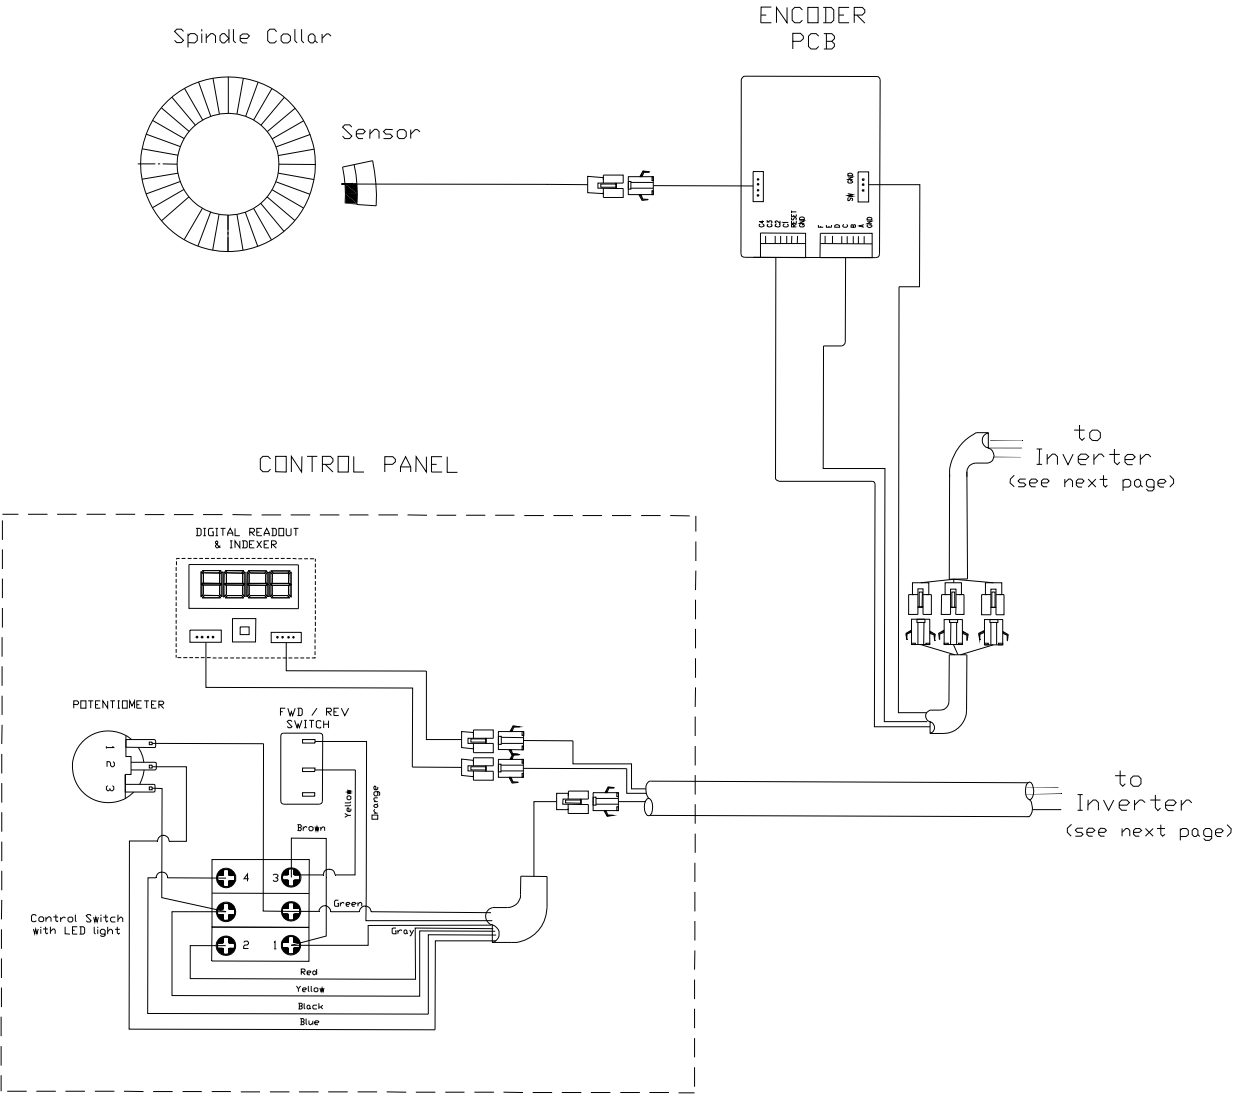 ENCODER
PCB
Spindle Collar
Sensor
GND
SW
C4
C3
C2
C1
RESET
GND
F
E
D
C
B
A
GND
to
Inverter
(see next page)
CONTROL PANEL
DIGITAL READOUT
& INDEXER
POTENTIOMETER
1
2
3
FWD / REV
SWITCH
Yellow
Orange
Brown
4
3
Green
Control Switch
with LED light
2
1
Gray
Red
Yellow
Black
Blue
to
Inverter
(see next page)